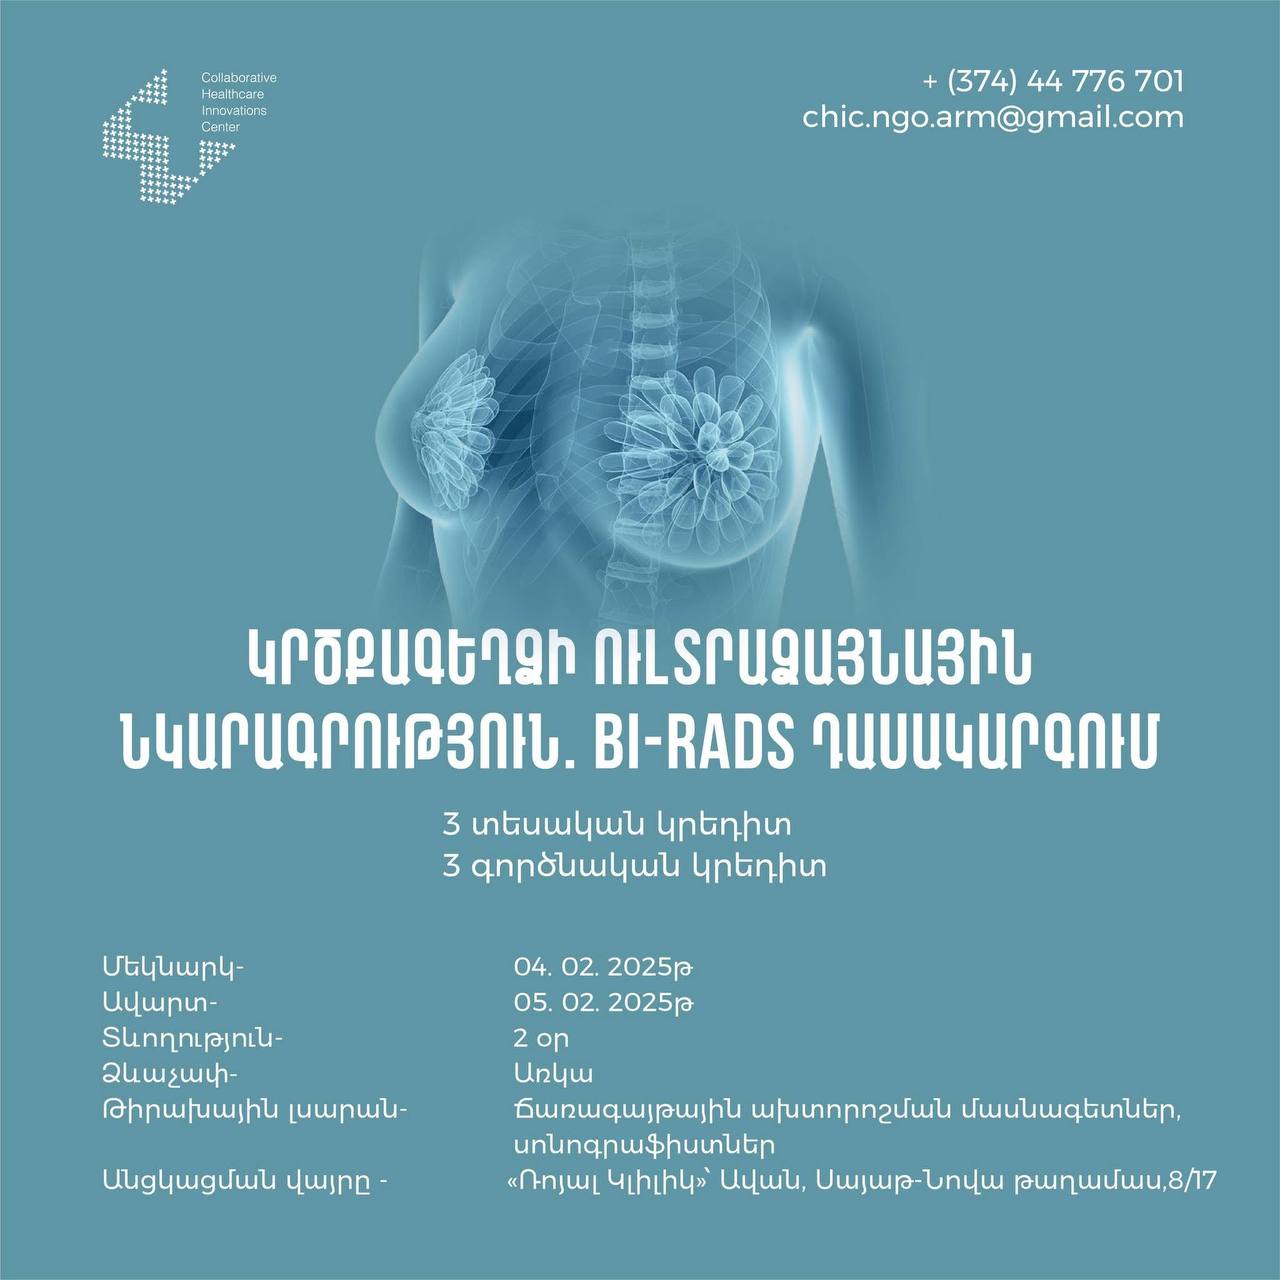 Collaborative
Healthcare
Innovations
Center
+ (374) 44 776 701
chic.ngo.arm@gmail.com
ԿՐԾՔԱԳԵՂՁԻ ՈՒԼՏՐԱՁԱՅՆԱՅԻՆ
ՆԿԱՐԱԳՐՈՒԹՅՈՒՆ. BI-RADS ԴԱՍԱԿԱՐԳՈՒՄ
3 տեսական կրեդիտ
3 գործնական կրեդիտ
Մեկնարկ- 04. 02. 2025թ
Ավարտ- 05. 02. 2025թ
Տևողություն- 2 օր
Ձևաչափ- Առկա
Թիրախային լսարան- Ճառագայթային ախտորոշման մասնագետներ,
սոնոգրաֆիստներ
Անցկացման վայրը - «Ռոյալ Կլիլիկ»՝ Ավան, Սայաթ-Նովա թաղամաս,8/17